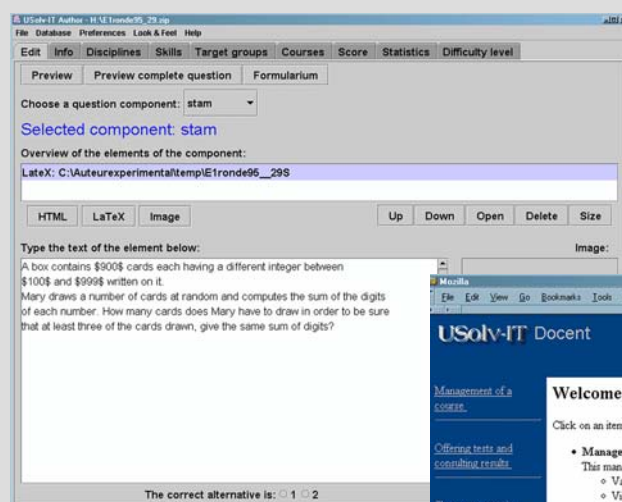 USolv-IT Author - H:\E1ronde95_29.zip
File Database Preferences Look & Feel Help
Edit Info Disciplines Skills Target groups Courses Score Statistics Difficulty level
Preview Preview complete question Formularium
Choose a question component: stam
Selected component: stam
Overview of the elements of the component:
LateX: C:\Auteurexperimental\temp\E1ronde95__29S
HTML LaTeX Image Up Down Open Delete Size
Type the text of the element below: Image:
A box contains $900$ cards each having a different integer between
$100$ and $999$ written on it.
Mary draws a number of cards at random and computes the sum of the digits
of each number. How many cards does Mary have to draw in order to be sure
that at least three of the cards drawn, give the same sum of digits?
The correct alternative is: 1 2
Mozilla
File Edit View Go Bookmarks Tools
USolv-IT Docent
Management of a
course
Welcome
Click on an item
Offering tests and
consulting results
Manage
This man